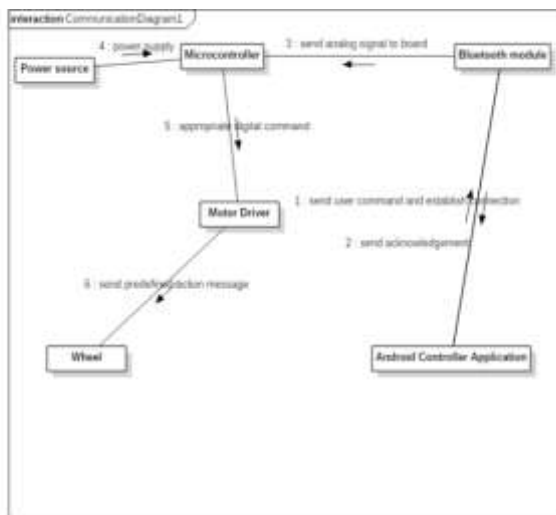 interaction CommunicationDiagram1
4 : power supply
3 : send analog signal to board
Power source
Microcontroller
Bluetooth module
5 : appropriate digital command
Motor Driver
1 : send user command and establish connection
2 : send acknowledgement
6 : send predefined action message
Wheel
Android Controller Application